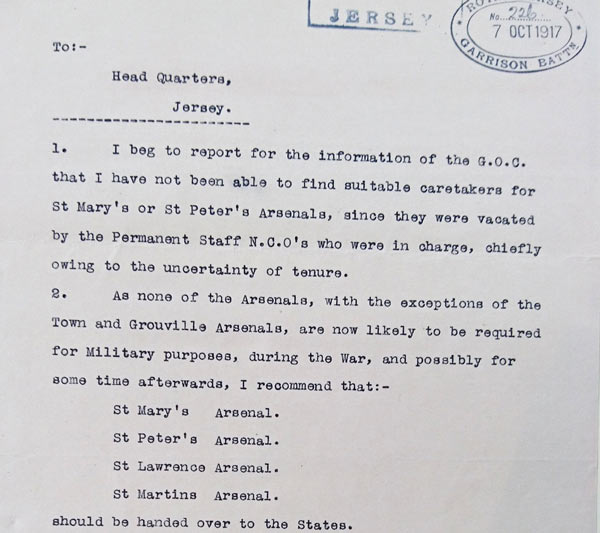 JERSEY
ROYAL JERSEY
No. 226
7 OCT 1917
GARRISON BATTN
To:-
Head Quarters,
Jersey.
1. I beg to report for the information of the G.O.C.
that I have not been able to find suitable caretakers for
St Mary's or St Peter's Arsenals, since they were vacated
by the Permanent Staff N.C.O's who were in charge, chiefly
owing to the uncertainty of tenure.
2. As none of the Arsenals, with the exceptions of the
Town and Grouville Arsenals, are now likely to be required
for Military purposes, during the War, and possibly for
some time afterwards, I recommend that:-
St Mary's Arsenal.
St Peter's Arsenal.
St Lawrence Arsenal.
St Martins Arsenal.
should be handed over to the States.